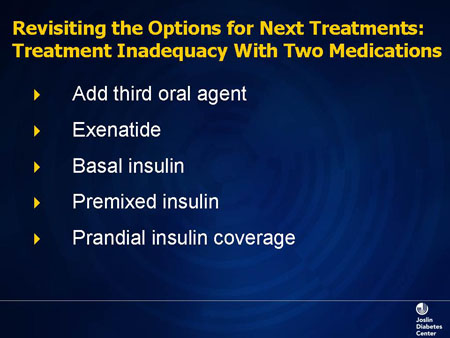 Revisiting the Options for Next Treatments:
Treatment Inadequacy With Two Medications
Add third oral agent
Exenatide
Basal insulin
Premixed insulin
Prandial insulin coverage
Joslin
Diabetes
Center